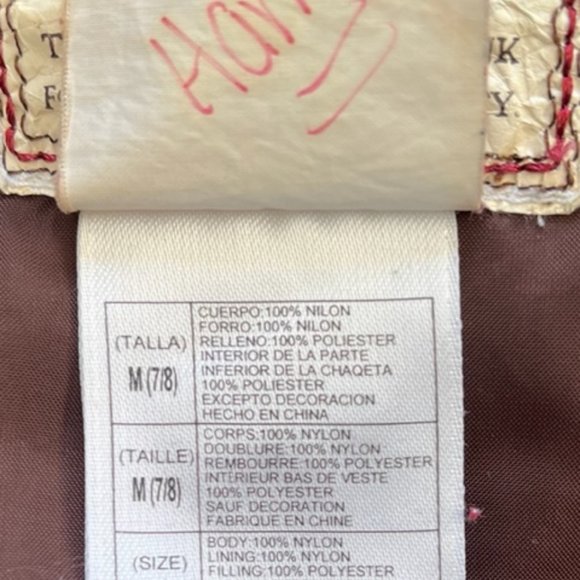 Han
T K
F Y.
(TALLA)
M (7/8)
CUERPO:100% NILON
FORRO:100% NILON
RELLENO:100% POLIESTER
INTERIOR DE LA PARTE
INFERIOR DE LA CHAQETA
100% POLIESTER
EXCEPTO DECORACION
HECHO EN CHINA
(TAILLE)
M (7/8)
CORPS:100% NYLON
DOUBLURE:100% NYLON
REMBOURRE:100% POLYESTER
INTERIEUR BAS DE VESTE
100% POLYESTER
SAUF DECORATION
FABRIQUE EN CHINE
(SIZE)
BODY:100% NYLON
LINING:100% NYLON
FILLING:100% POLYESTER